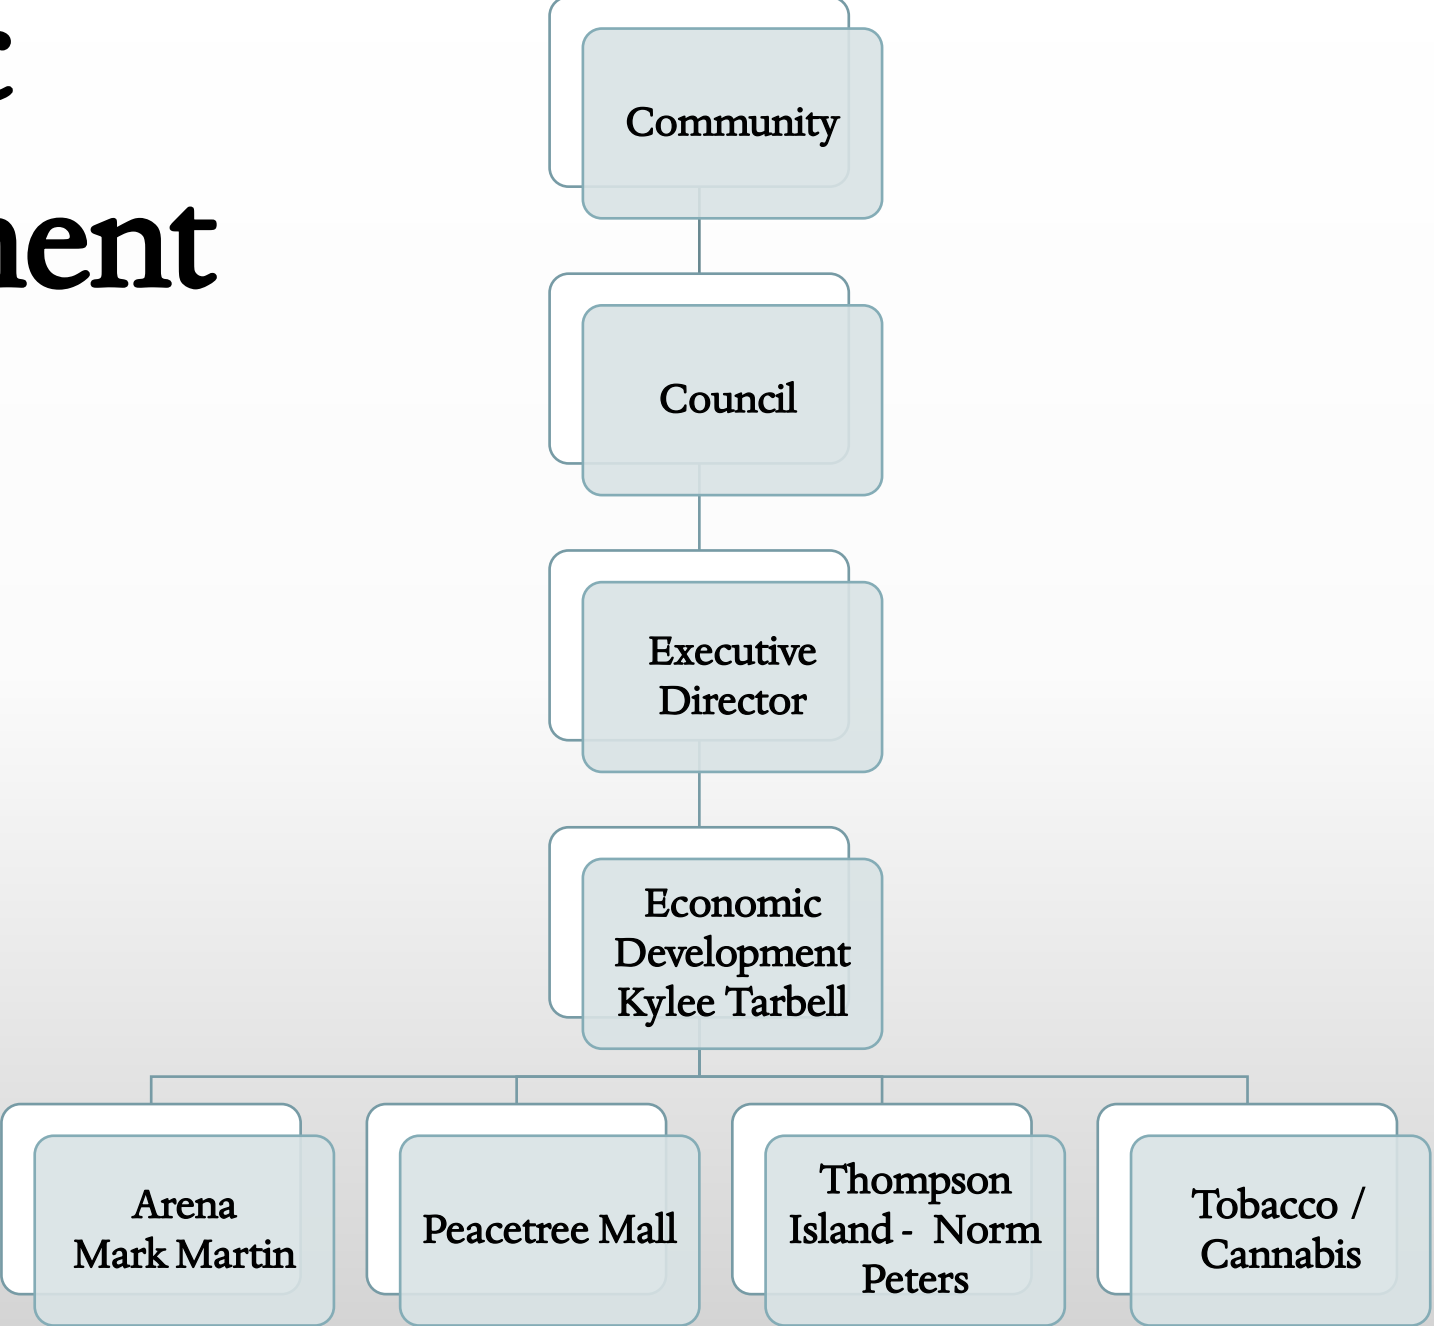 Community
Council
Executive
Director
Economic
Development
Kylee Tarbell
Arena
Mark Martin
Peacetree Mall
Thompson
Island -  Norm
Peters
Tobacco /
Cannabis